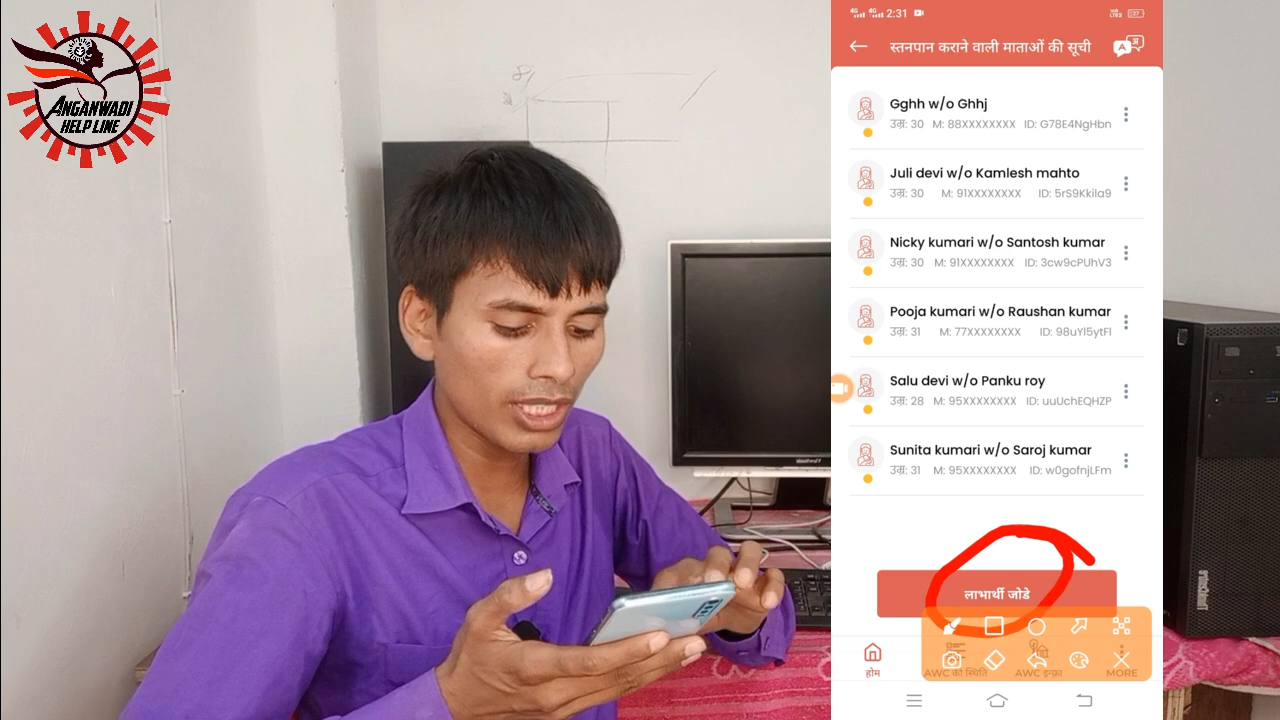 ANGANWADI
HELP LINE
4G 4G 2:31
स्तनपान कराने वाली माताओं की सूची
A अ
Gghh w/o Ghhj
उम्र: 30 M: 88XXXXXXXX ID: G78E4NgHbn
Juli devi w/o Kamlesh mahto
उम्र: 30 M: 91XXXXXXXX ID: 5rS9Kkila9
Nicky kumari w/o Santosh kumar
उम्र: 30 M: 91XXXXXXXX ID: 3cw9cPUhV3
Pooja kumari w/o Raushan kumar
उम्र: 31 M: 77XXXXXXXX ID: 98uYl5ytFl
Salu devi w/o Panku roy
उम्र: 28 M: 95XXXXXXXX ID: uuUchEQHZP
Sunita kumari w/o Saroj kumar
उम्र: 31 M: 95XXXXXXXX ID: w0gofnjLFm
लाभार्थी जोडे
होम
AWC की स्थिति
AWC इन्फ्रा
MORE